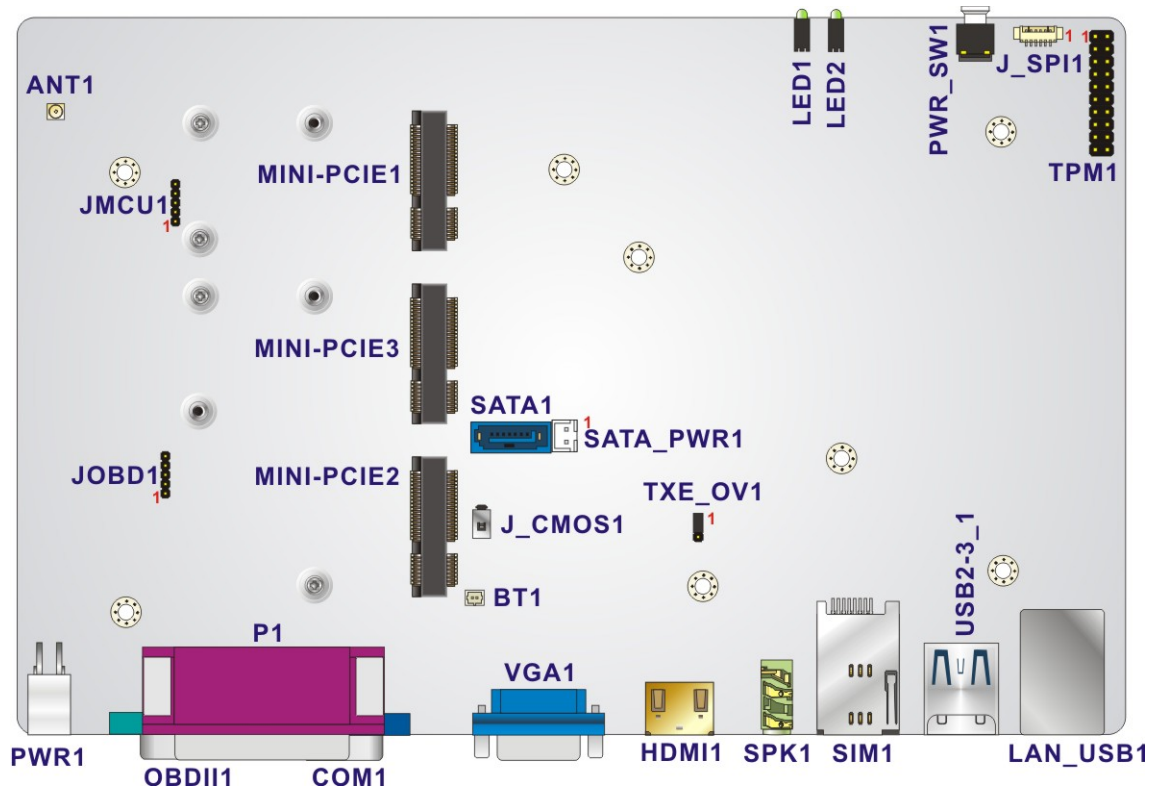 LED1
LED2
PWR_SW1
J_SPI1
1
1
TPM1
ANT1
MINI-PCIE1
JMCU1
1
MINI-PCIE3
SATA1
1
SATA_PWR1
JOBD1
1
MINI-PCIE2
J_CMOS1
TXE_OV1
1
BT1
USB2-3_1
P1
VGA1
PWR1
OBDII1
COM1
HDMI1
SPK1
SIM1
LAN_USB1